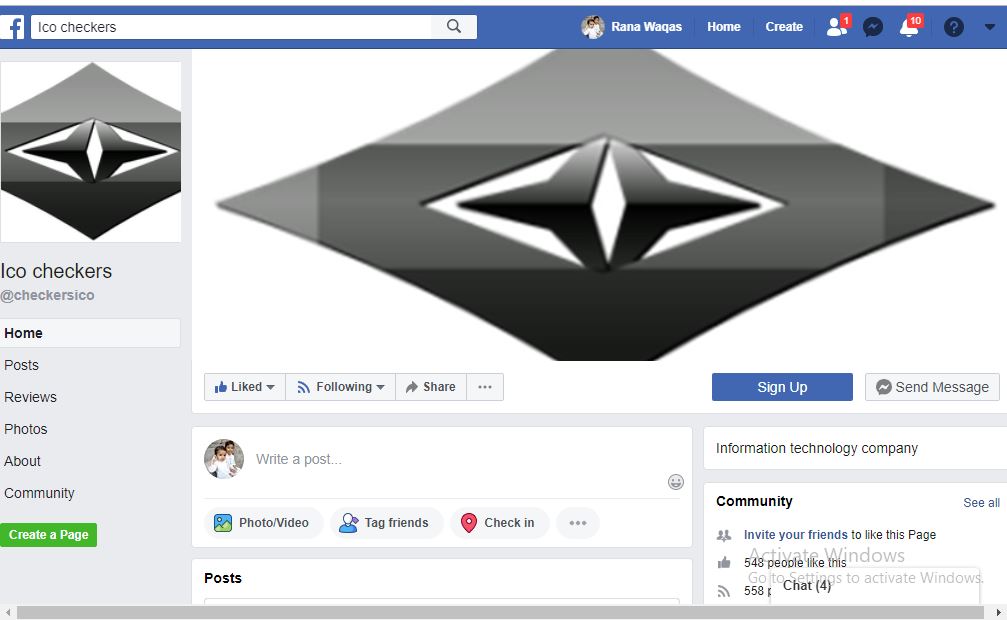 Ico checkers
Rana Waqas
Home
Create
1
10
?
Ico checkers
@checkersico
Home
Posts
Reviews
Photos
About
Community
Create a Page
Liked
Following
Share
Sign Up
Send Message
Write a post...
Photo/Video
Tag friends
Check in
Posts
Information technology company
Community
See all
Invite your friends to like this Page
548 people like this
558 p
Activate Windows
Go to Settings to activate Windows.
Chat (4)